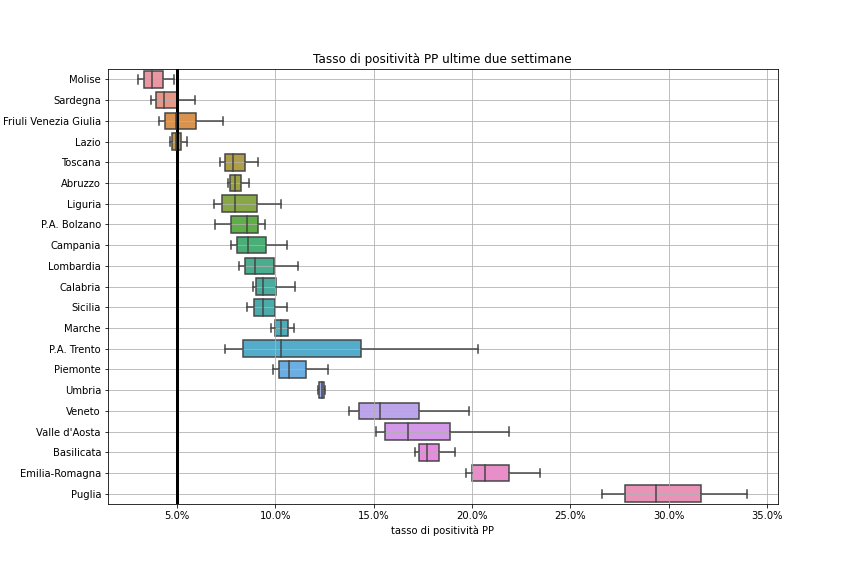 Tasso di positività PP ultime due settimane
Molise
Sardegna
Friuli Venezia Giulia
Lazio
Toscana
Abruzzo
Liguria
P.A. Bolzano
Campania
Lombardia
Calabria
Sicilia
Marche
P.A. Trento
Piemonte
Umbria
Veneto
Valle d'Aosta
Basilicata
Emilia-Romagna
Puglia
5.0% 10.0% 15.0% 20.0% 25.0% 30.0% 35.0%
tasso di positività PP